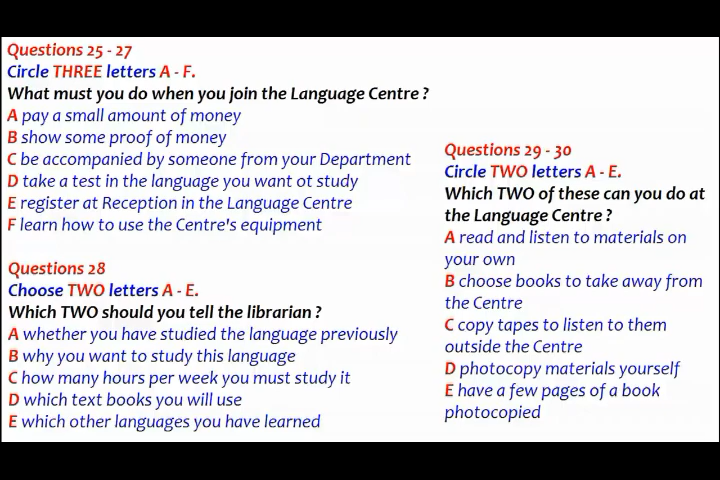 Questions 25 - 27
Circle THREE letters A - F.
What must you do when you join the Language Centre ?
A pay a small amount of money
B show some proof of money
C be accompanied by someone from your Department
D take a test in the language you want ot study
E register at Reception in the Language Centre
F learn how to use the Centre's equipment
Questions 28
Choose TWO letters A - E.
Which TWO should you tell the librarian ?
A whether you have studied the language previously
B why you want to study this language
C how many hours per week you must study it
D which text books you will use
E which other languages you have learned
Questions 29 - 30
Circle TWO letters A - E.
Which TWO of these can you do at
the Language Centre ?
A read and listen to materials on
your own
B choose books to take away from
the Centre
C copy tapes to listen to them
outside the Centre
D photocopy materials yourself
E have a few pages of a book
photocopied